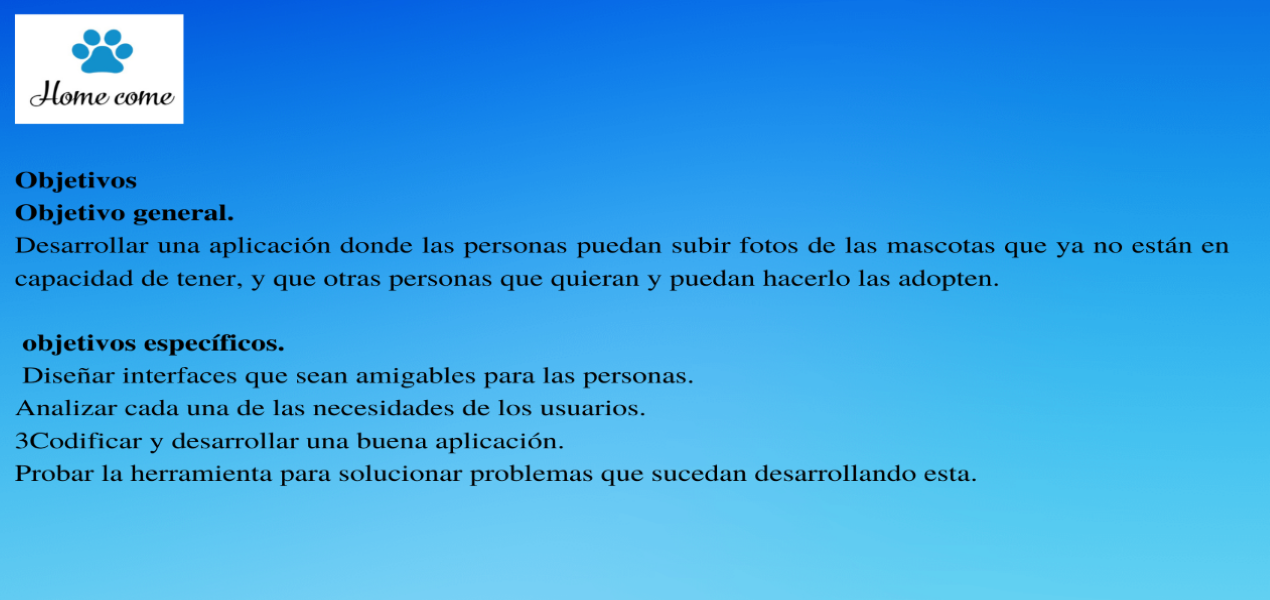 Home come
Objetivos
Objetivo general.
Desarrollar una aplicación donde las personas puedan subir fotos de las mascotas que ya no están en
capacidad de tener, y que otras personas que quieran y puedan hacerlo las adopten.
objetivos específicos.
Diseñar interfaces que sean amigables para las personas.
Analizar cada una de las necesidades de los usuarios.
3Codificar y desarrollar una buena aplicación.
Probar la herramienta para solucionar problemas que sucedan desarrollando esta.